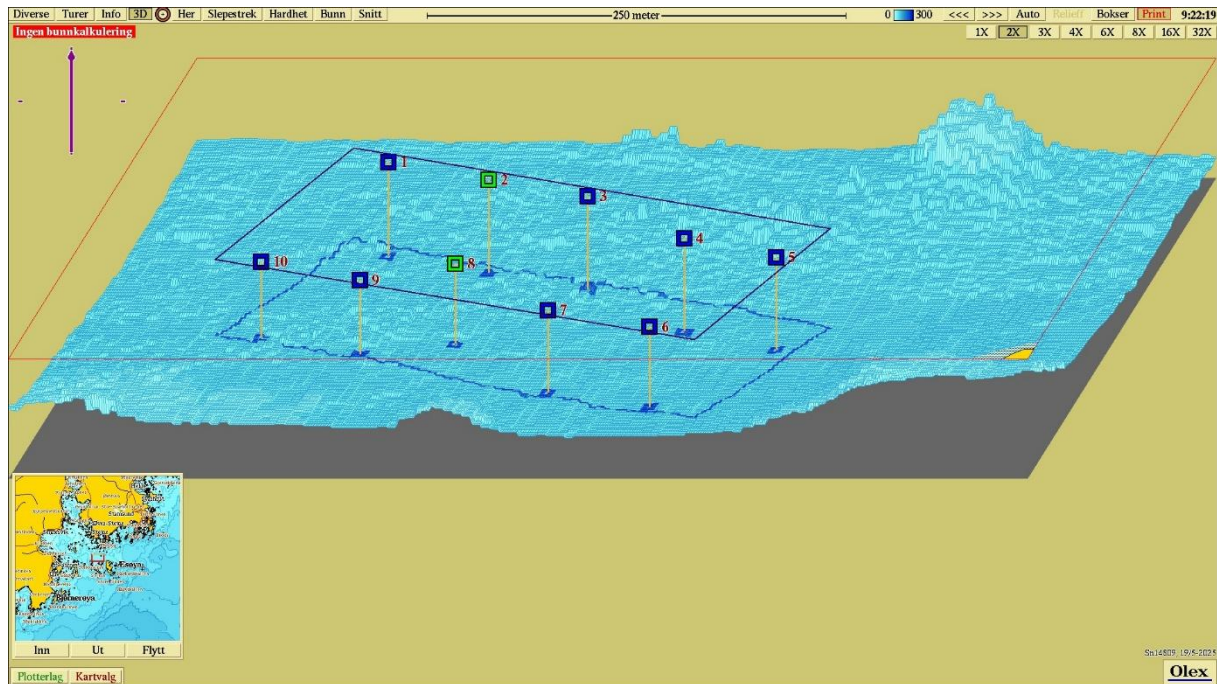 Diverse Turer Info 3D Her Slepestrek Hardhet Bunn Snitt 250 meter 0 300 <<< >>> Auto Relieff Bokser Print 9:22:19
Ingen bunnkalkulering
1X 2X 3X 4X 6X 8X 16X 32X
1
2
3
4
5
10
9
8
7
6
Inn Ut Flytt
Plotterlag Kartvalg
Olex